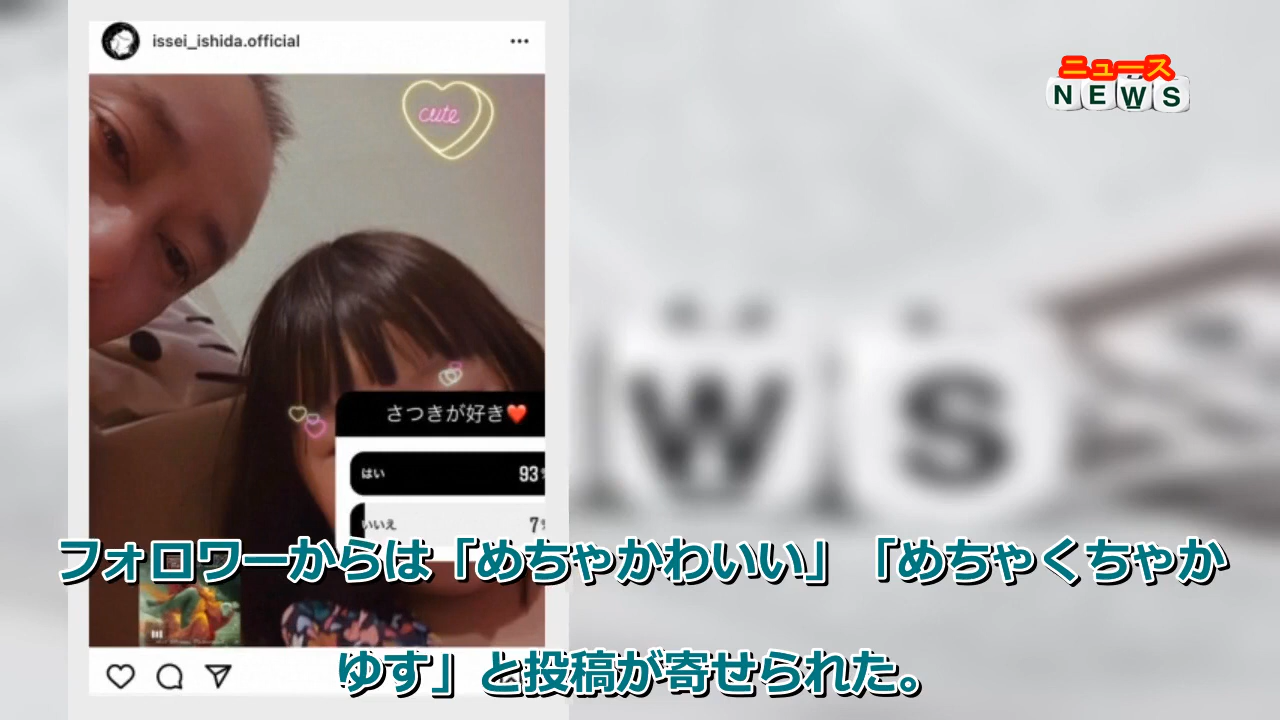 issei_ishida.official
cute
ニュース
NEWS
さつきが好き❤️
はい 93%
いいえ 7%
W S
フォロワーからは「めちゃかわいい」「めちゃくちゃか
ゆす」と投稿が寄せられた。